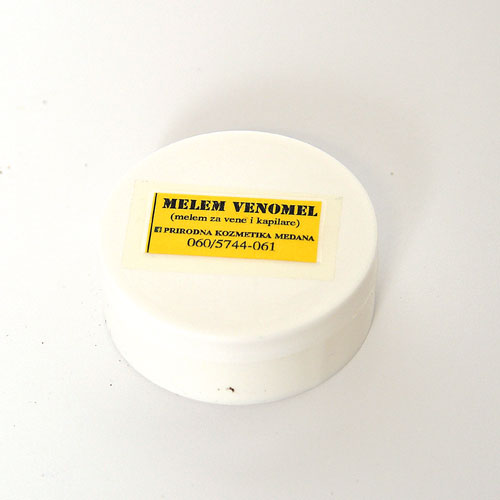 MELEM VENOMEL
(melem za vene i kapilare)
PRIRODNA KOZMETIKA MEDANA
060/5744-061